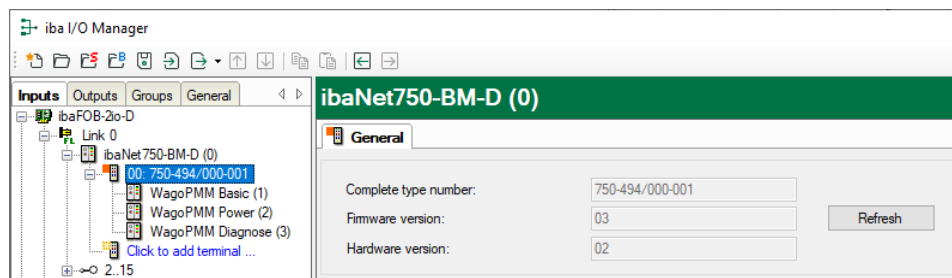 iba I/O Manager
Inputs Outputs Groups General
ibaFOB-2io-D
Link 0
ibaNet750-BM-D (0)
00: 750-494/000-001
WagoPMM Basic (1)
WagoPMM Power (2)
WagoPMM Diagnose (3)
Click to add terminal ...
2..15
ibaNet750-BM-D (0)
General
Complete type number: 750-494/000-001
Firmware version: 03 Refresh
Hardware version: 02